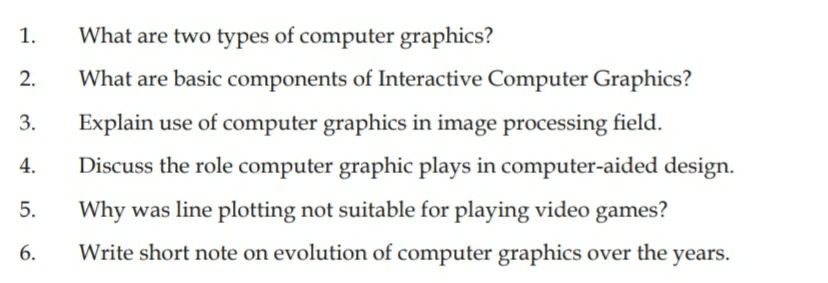 1. What are two types of computer graphics?
2. What are basic components of Interactive Computer Graphics?
3. Explain use of computer graphics in image processing field.
4. Discuss the role computer graphic plays in computer-aided design.
5. Why was line plotting not suitable for playing video games?
6. Write short note on evolution of computer graphics over the years.